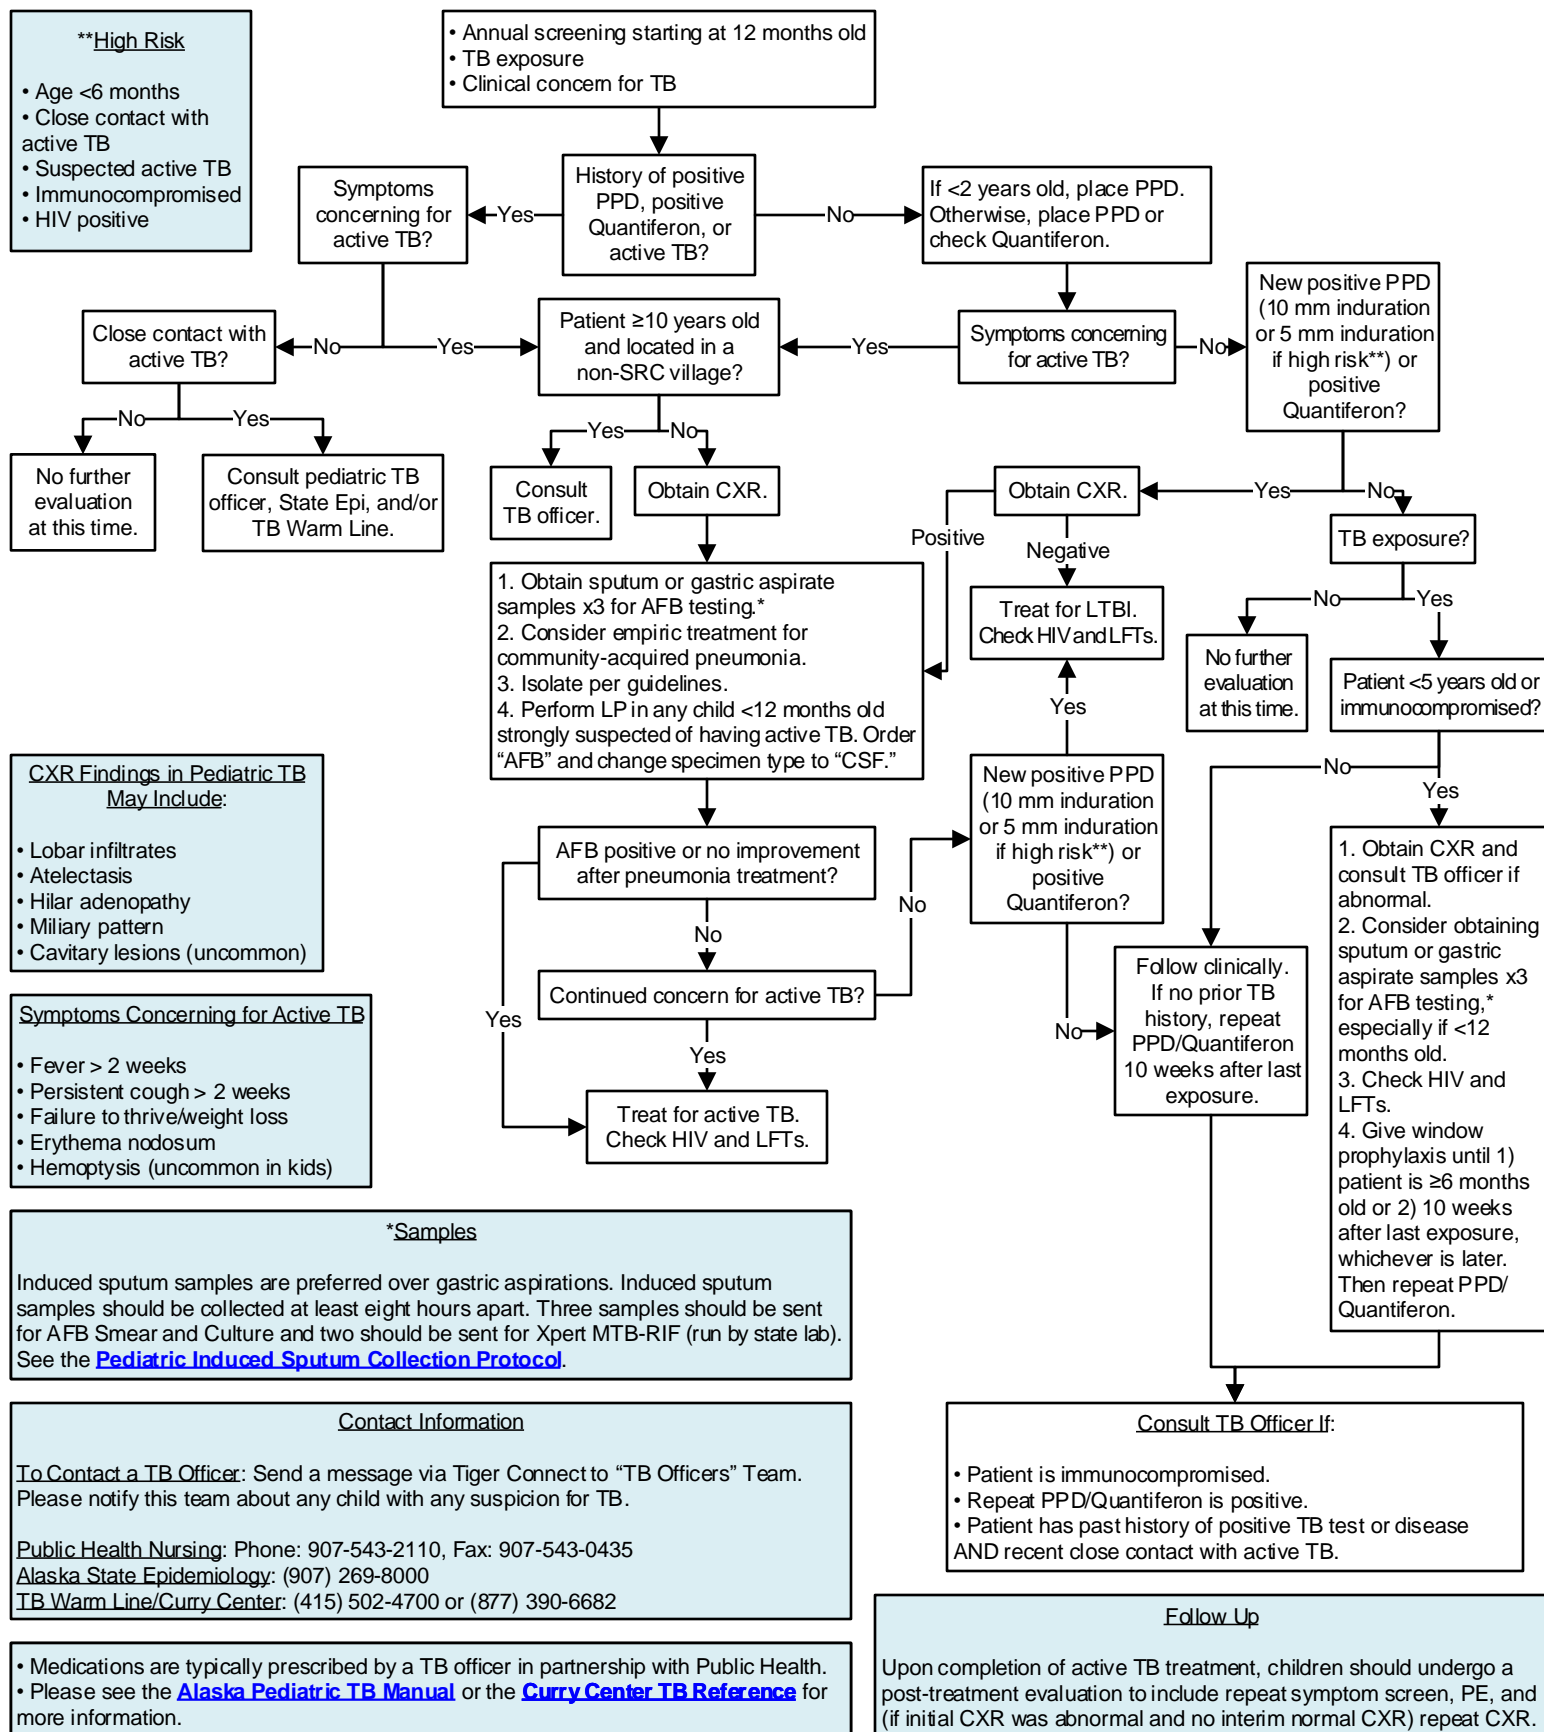 **High Risk
• Age <6 months
• Close contact with
active TB
• Suspected active TB
• Immunocompromised
• HIV positive
• Annual screening starting at 12 months old
• TB exposure
• Clinical concern for TB
Symptoms
concerning for
active TB?
Yes
History of positive
PPD, positive
Quantiferon, or
active TB?
No
If <2 years old, place PPD.
Otherwise, place PPD or
check Quantiferon.
Close contact with
active TB?
No
Yes
Patient ≥10 years old
and located in a
non-SRC village?
Yes
Symptoms concerning
for active TB?
No
New positive PPD
(10 mm induration
or 5 mm induration
if high risk**) or
positive
Quantiferon?
No
Yes
No further
evaluation
at this time.
Consult pediatric TB
officer, State Epi, and/or
TB Warm Line.
Yes
No
Consult
TB officer.
Obtain CXR.
Obtain CXR.
Yes
No
Positive
Negative
TB exposure?
1. Obtain sputum or gastric aspirate
samples x3 for AFB testing.*
2. Consider empiric treatment for
community-acquired pneumonia.
3. Isolate per guidelines.
4. Perform LP in any child <12 months old
strongly suspected of having active TB. Order
“AFB” and change specimen type to “CSF.”
Treat for LTBI.
Check HIV and LFTs.
No
Yes
No further
evaluation
at this time.
Patient <5 years old or
immunocompromised?
Yes
No
Yes
CXR Findings in Pediatric TB
May Include:
• Lobar infiltrates
• Atelectasis
• Hilar adenopathy
• Miliary pattern
• Cavitary lesions (uncommon)
AFB positive or no improvement
after pneumonia treatment?
No
Yes
Continued concern for active TB?
No
Yes
New positive PPD
(10 mm induration
or 5 mm induration
if high risk**) or
positive
Quantiferon?
No
Follow clinically.
If no prior TB
history, repeat
PPD/Quantiferon
10 weeks after last
exposure.
1. Obtain CXR and
consult TB officer if
abnormal.
2. Consider obtaining
sputum or gastric
aspirate samples x3
for AFB testing,*
especially if <12
months old.
3. Check HIV and
LFTs.
4. Give window
prophylaxis until 1)
patient is ≥6 months
old or 2) 10 weeks
after last exposure,
whichever is later.
Then repeat PPD/
Quantiferon.
Symptoms Concerning for Active TB
• Fever > 2 weeks
• Persistent cough > 2 weeks
• Failure to thrive/weight loss
• Erythema nodosum
• Hemoptysis (uncommon in kids)
Treat for active TB.
Check HIV and LFTs.
*Samples
Induced sputum samples are preferred over gastric aspirations. Induced sputum
samples should be collected at least eight hours apart. Three samples should be sent
for AFB Smear and Culture and two should be sent for Xpert MTB-RIF (run by state lab).
See the Pediatric Induced Sputum Collection Protocol.
Contact Information
To Contact a TB Officer: Send a message via Tiger Connect to “TB Officers” Team.
Please notify this team about any child with any suspicion for TB.
Public Health Nursing: Phone: 907-543-2110, Fax: 907-543-0435
Alaska State Epidemiology: (907) 269-8000
TB Warm Line/Curry Center: (415) 502-4700 or (877) 390-6682
Consult TB Officer If:
• Patient is immunocompromised.
• Repeat PPD/Quantiferon is positive.
• Patient has past history of positive TB test or disease
AND recent close contact with active TB.
• Medications are typically prescribed by a TB officer in partnership with Public Health.
• Please see the Alaska Pediatric TB Manual or the Curry Center TB Reference for
more information.
Follow Up
Upon completion of active TB treatment, children should undergo a
post-treatment evaluation to include repeat symptom screen, PE, and
(if initial CXR was abnormal and no interim normal CXR) repeat CXR.